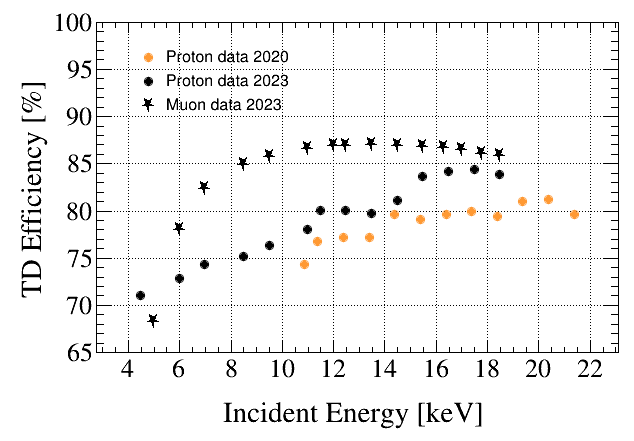 100
95
90
85
80
75
70
65
TD Efficiency [%]
Proton data 2020
Proton data 2023
Muon data 2023
4 6 8 10 12 14 16 18 20 22
Incident Energy [keV]